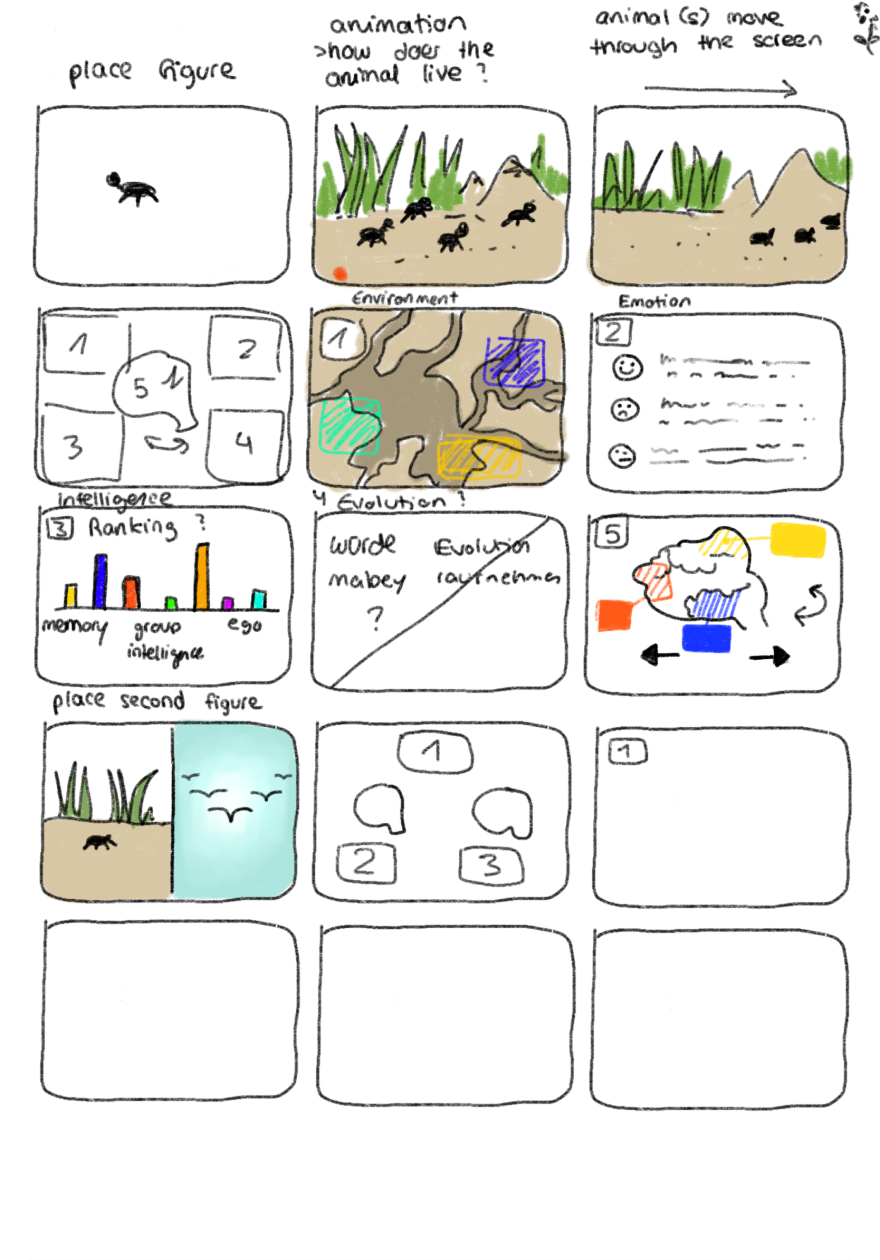 place figure
animation
>how does the
animal live ?
animal (s) move
through the screen
1
2
5
3
4
Environment
1
Emotion
2
intelligence
3 Ranking ?
memory
group
intelligence
ego
4 Evolution ?
würde Evolution
mabey rausnehmen
?
5
place second figure
1
2
3
1